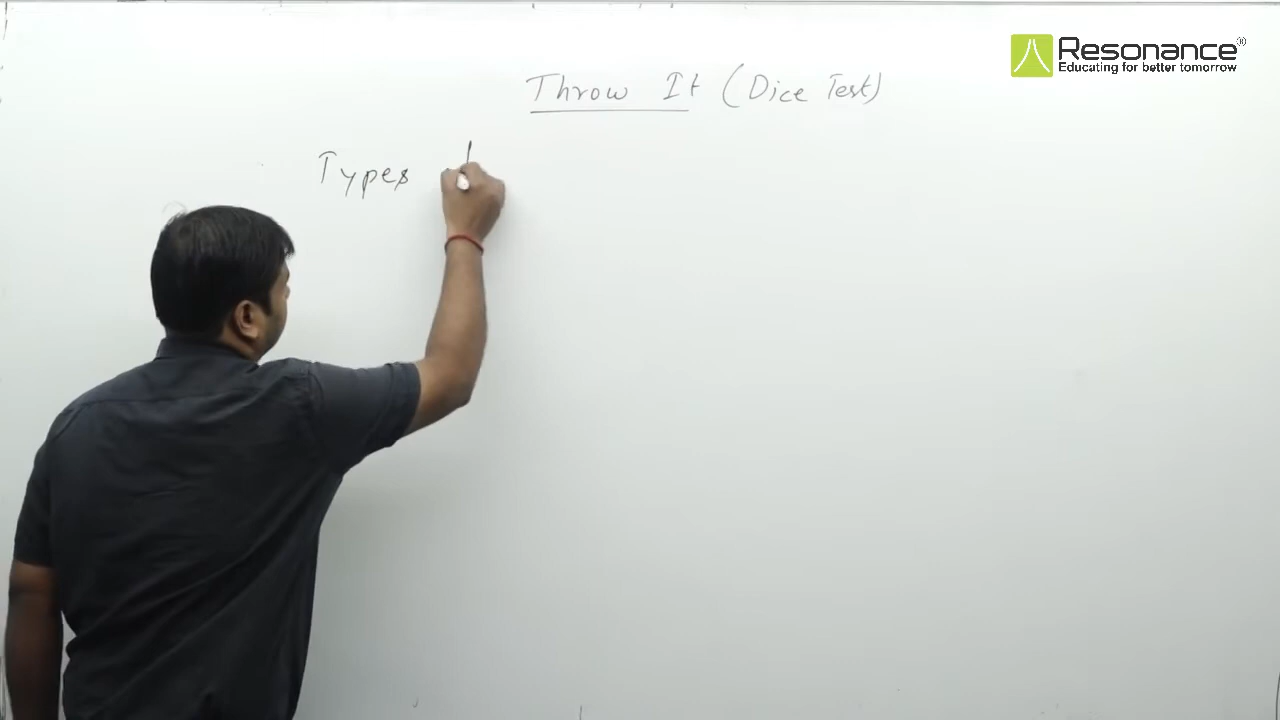 Resonance®
Educating for better tomorrow
Throw It (Dice Test)
Types